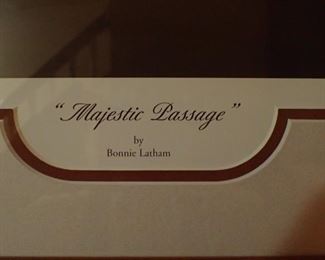 “Majestic Passage”
by
Bonnie Latham